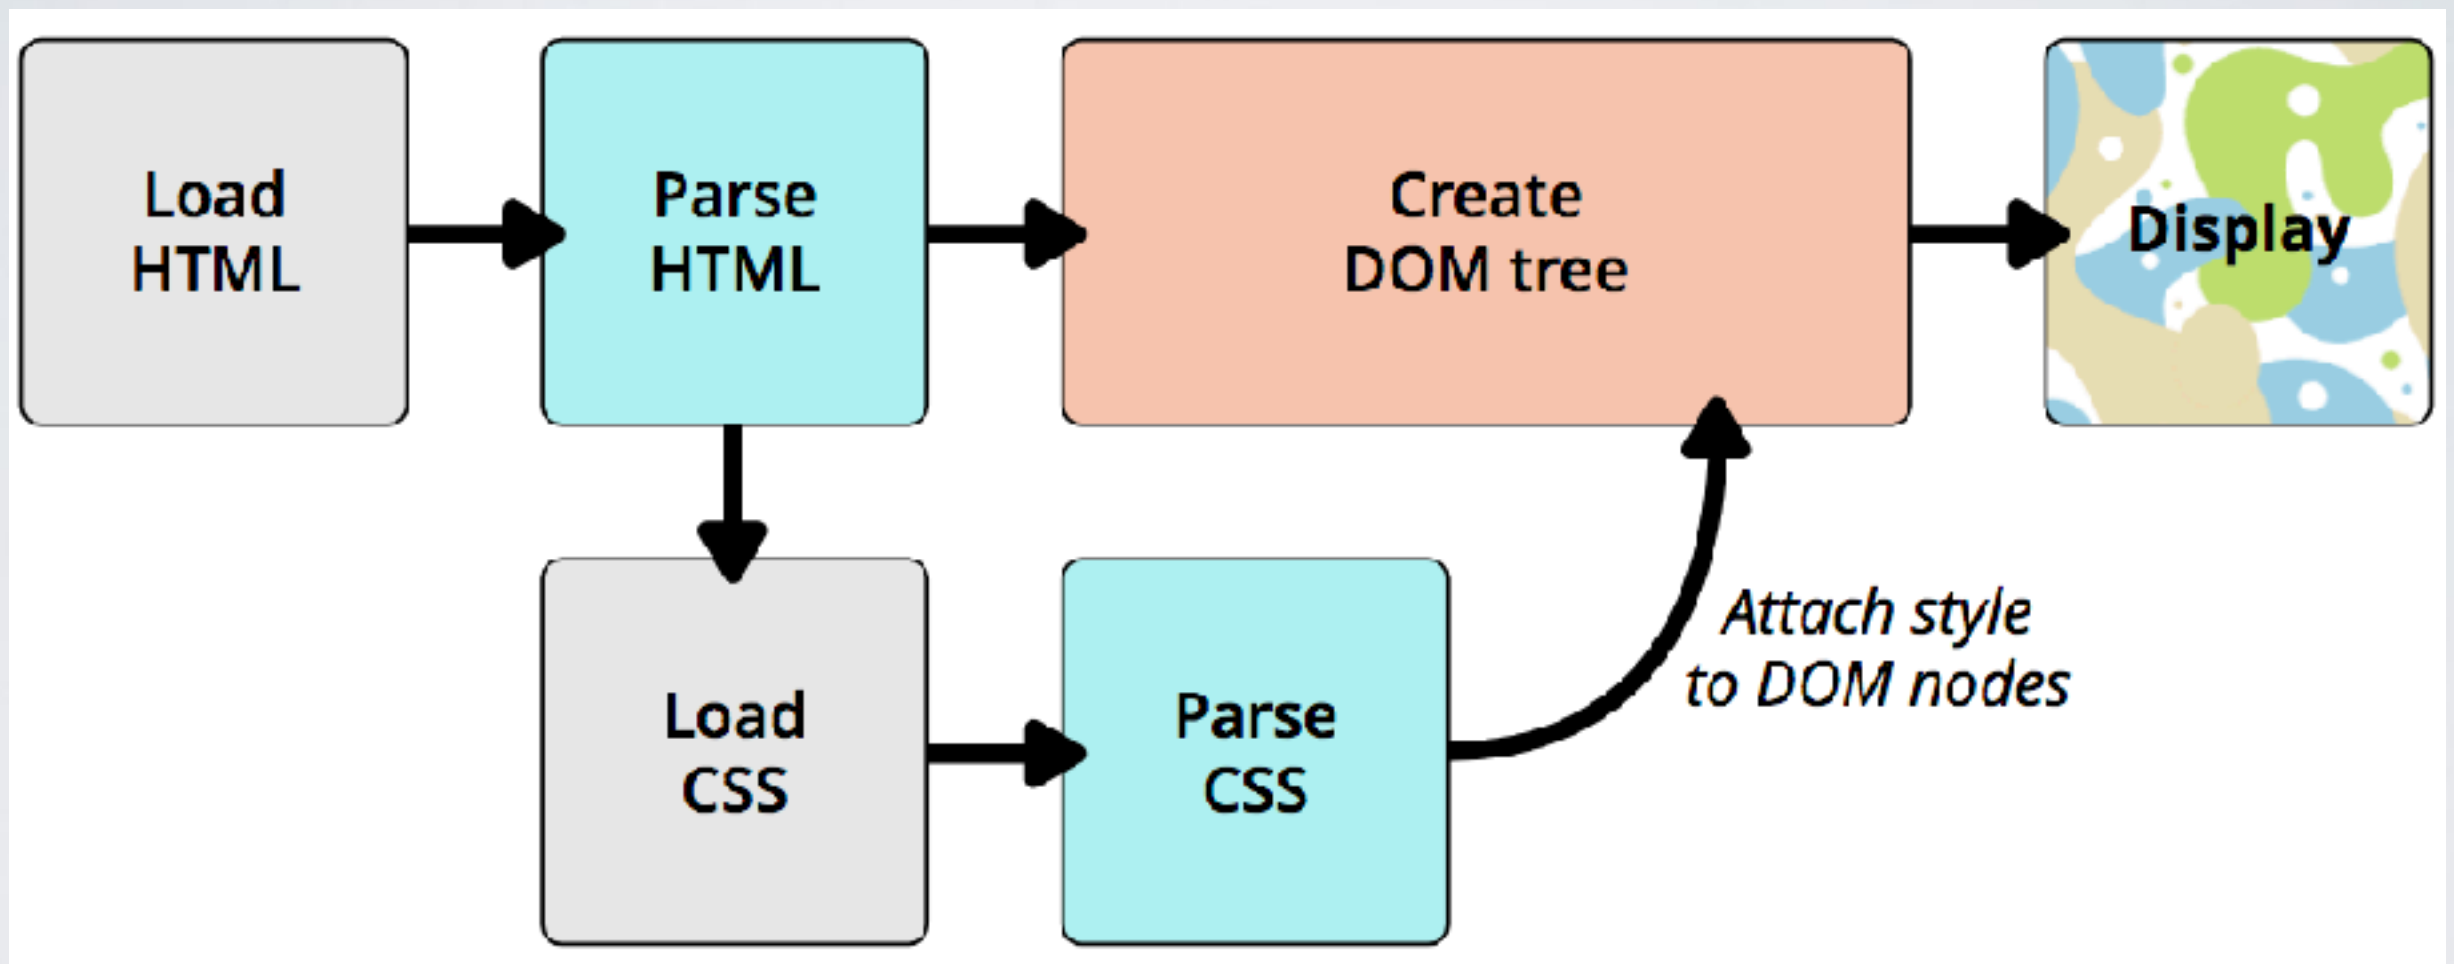 Load
HTML
Parse
HTML
Create
DOM tree
Display
Load
CSS
Parse
CSS
Attach style
to DOM nodes